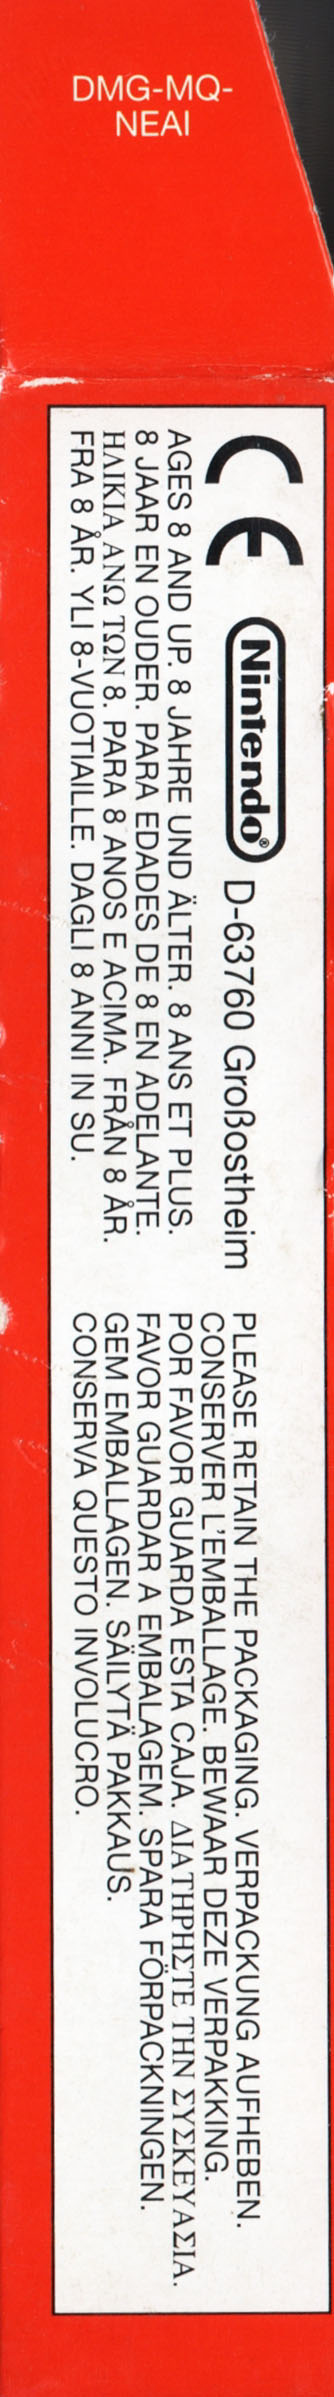 DMG-MQ-
NEAI
CE Nintendo® D-63760 Großostheim
AGES 8 AND UP. 8 JAHRE UND ÄLTER. 8 ANS ET PLUS.
8 JAAR EN OUDER. PARA EDADES DE 8 EN ADELANTE.
ΗΛΙΚΙΑ ΑΝΩ ΤΩΝ 8. PARA 8 ANOS E ACIMA. FRÅN 8 ÅR.
FRA 8 ÅR. YLI 8-VUOTIAILLE. DAGLI 8 ANNI IN SU.
PLEASE RETAIN THE PACKAGING. VERPACKUNG AUFHEBEN.
CONSERVER L'EMBALLAGE. BEWAAR DEZE VERPAKKING.
POR FAVOR GUARDA ESTA CAJA. ΔΙΑΤΗΡΗΣΤΕ ΤΗΝ ΣΥΣΚΕΥΑΣΙΑ.
FAVOR GUARDAR A EMBALAGEM. SPARA FÖRPACKNINGEN.
GEM EMBALLAGEN. SÄILYTÄ PAKKAUS.
CONSERVA QUESTO INVOLUCRO.